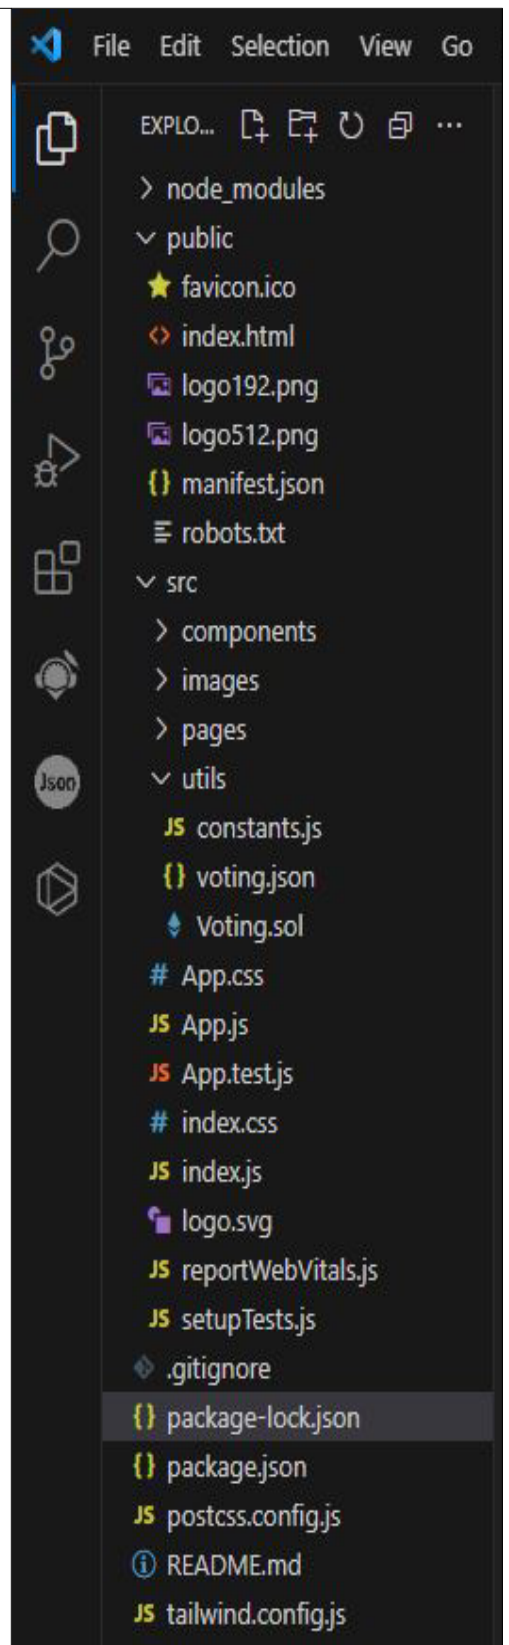 File Edit Selection View Go
EXPLO... ...
node_modules
public
favicon.ico
index.html
logo192.png
logo512.png
manifest.json
robots.txt
src
components
images
pages
utils
Json
JS constants.js
{} voting.json
Voting.sol
# App.css
JS App.js
JS App.test.js
# index.css
JS index.js
logo.svg
JS reportWebVitals.js
JS setupTests.js
.gitignore
{} package-lock.json
{} package.json
JS postcss.config.js
README.md
JS tailwind.config.js